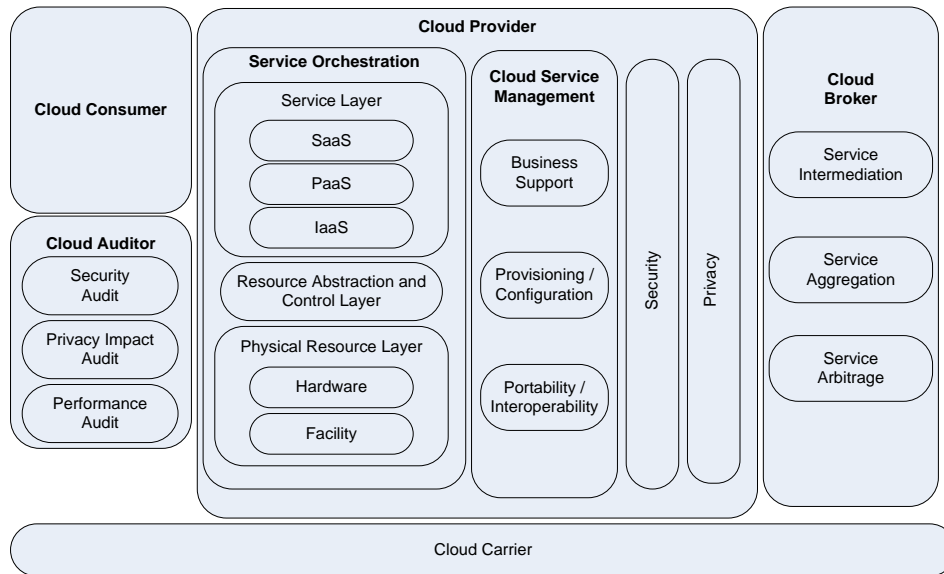 Cloud Consumer
Cloud Auditor
Security
Audit
Privacy Impact
Audit
Performance
Audit
Cloud Provider
Service Orchestration
Service Layer
SaaS
PaaS
IaaS
Resource Abstraction and
Control Layer
Physical Resource Layer
Hardware
Facility
Cloud Service
Management
Business
Support
Provisioning /
Configuration
Portability /
Interoperability
Security
Privacy
Cloud
Broker
Service
Intermediation
Service
Aggregation
Service
Arbitrage
Cloud Carrier